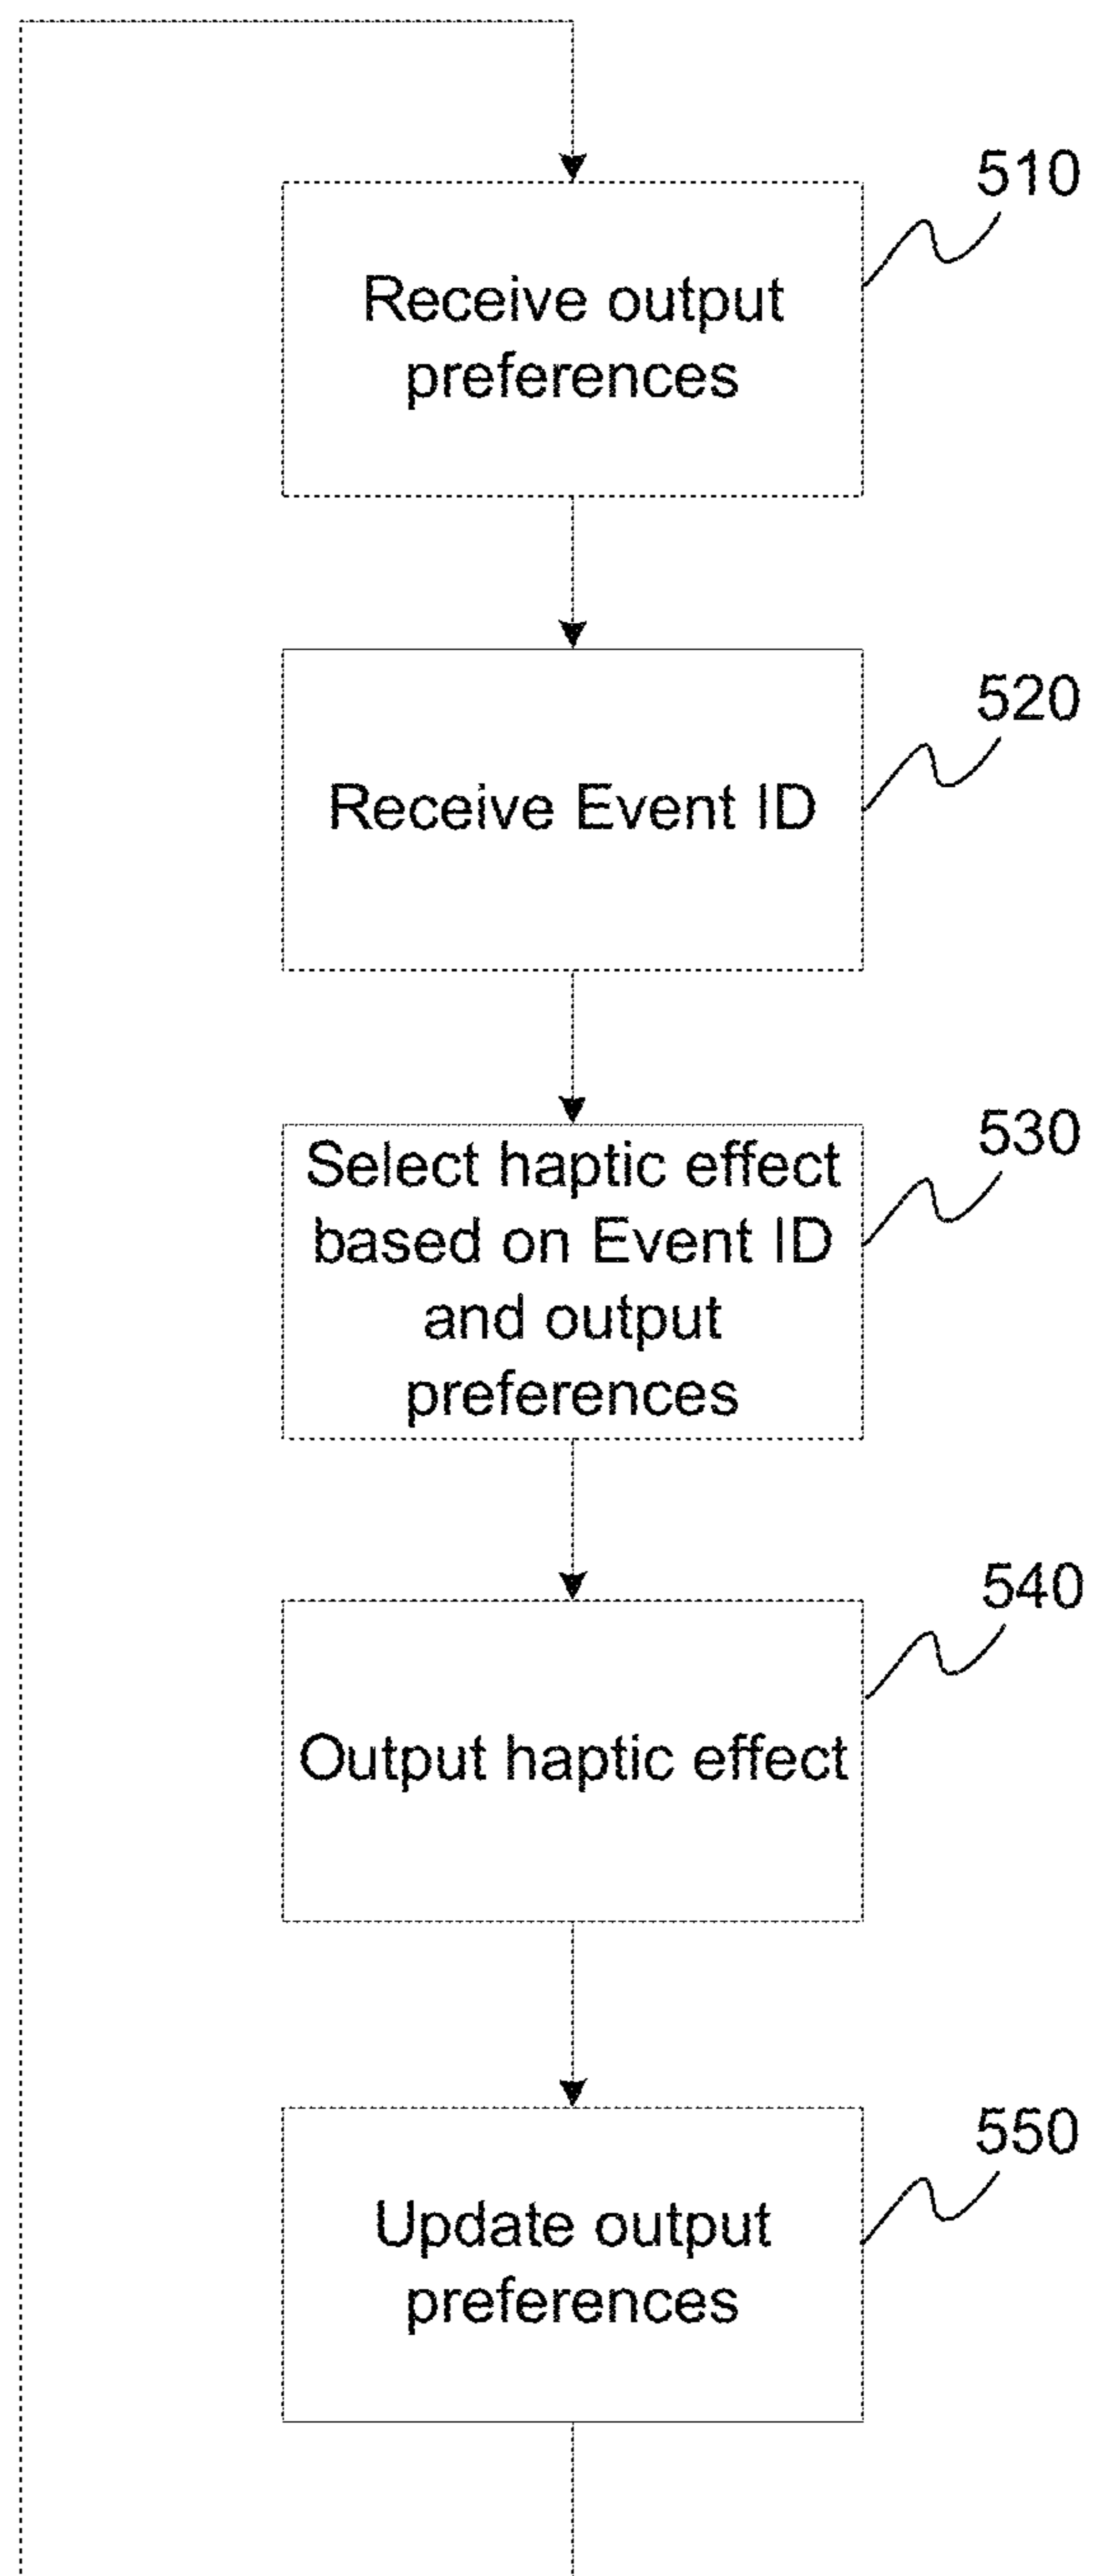 510
Receive output
preferences
520
Receive Event ID
530
Select haptic effect
based on Event ID
and output
preferences
540
Output haptic effect
550
Update output
preferences